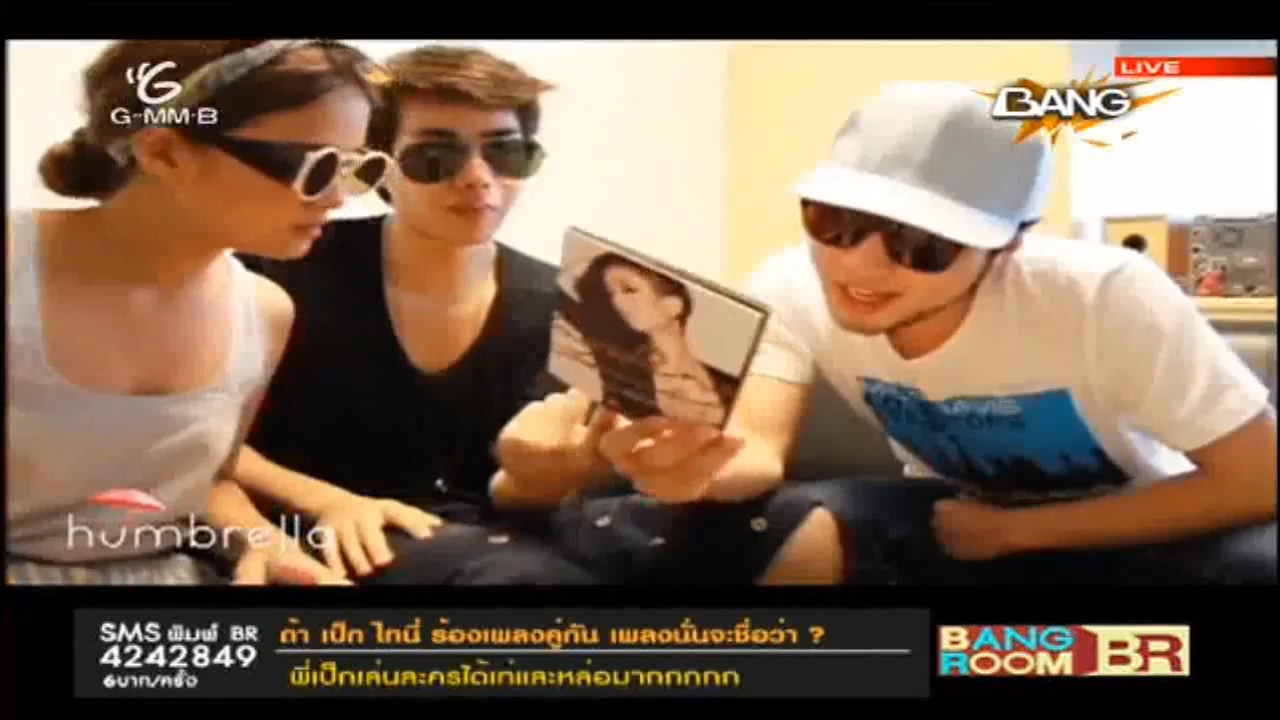 G-MM-B
BANG
LIVE
humbrella
SMS พิมพ์ BR
4242849
6บาท/ครั้ง
ถ้า เป็ก ไทนี่ ร้องเพลงคู่กัน เพลงนั้นจะชื่อว่า ?
พี่เป็กเล่นละครได้เท่และหล่อมากกกกก
BANG
ROOM
BR